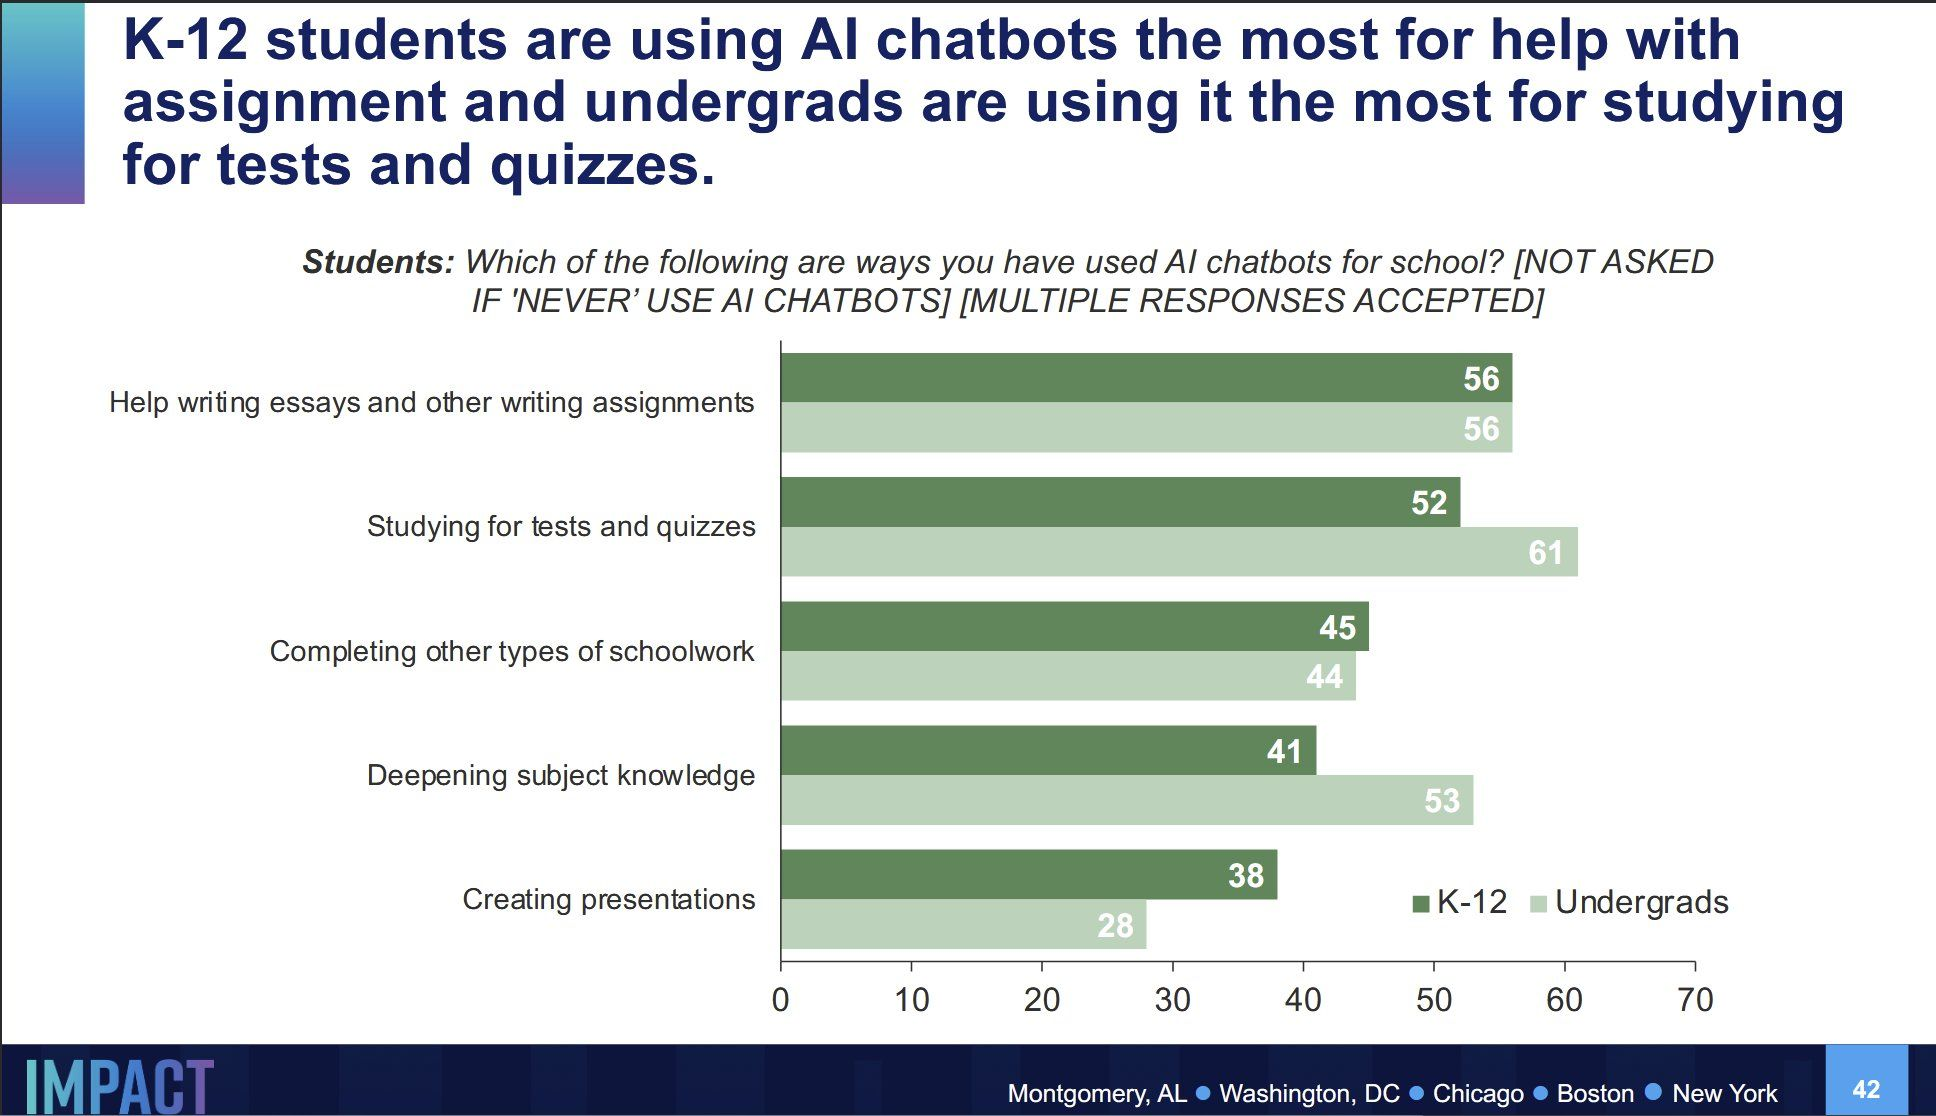 K-12 students are using AI chatbots the most for help with
assignment and undergrads are using it the most for studying
for tests and quizzes.
Students: Which of the following are ways you have used AI chatbots for school? [NOT ASKED
IF 'NEVER’ USE AI CHATBOTS] [MULTIPLE RESPONSES ACCEPTED]
Help writing essays and other writing assignments
56
56
Studying for tests and quizzes
52
61
Completing other types of schoolwork
45
44
Deepening subject knowledge
41
53
Creating presentations
38
28
K-12 Undergrads
0 10 20 30 40 50 60 70
IMPACT
Montgomery, AL ● Washington, DC ● Chicago ● Boston ● New York
42